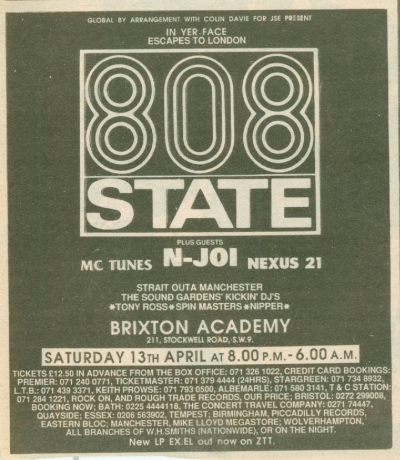 GLOBAL BY ARRANGEMENT WITH COLIN DAVIE FOR JSE PRESENT
IN YER FACE
ESCAPES TO LONDON
808
STATE
PLUS GUESTS
MC TUNES N-JOI NEXUS 21
STRAIT OUTA MANCHESTER
THE SOUND GARDENS' KICKIN' DJ'S
*TONY ROSS*SPIN MASTERS*NIPPER*
BRIXTON ACADEMY
211, STOCKWELL ROAD, S.W.9.
SATURDAY 13TH APRIL AT 8.00 P.M.-6.00 A.M.
TICKETS £12.50 IN ADVANCE FROM THE BOX OFFICE: 071 326 1022, CREDIT CARD BOOKINGS:
PREMIER: 071 240 0771, TICKETMASTER: 071 379 4444 (24HRS), STARGREEN: 071 734 8932,
L.T.B.: 071 439 3371, KEITH PROWSE: 071 793 0500, ALBEMARLE: 071 580 3141, T & C STATION:
071 284 1221, ROCK ON, AND ROUGH TRADE RECORDS, OUR PRICE; BRISTOL: 0272 299008,
BOOKING NOW; BATH: 0225 4444118, THE CONCERT TRAVEL COMPANY: 0271 74447,
QUAYSIDE; ESSEX: 0206 563902, TEMPEST; BIRMINGHAM, PICCADILLY RECORDS,
EASTERN BLOC; MANCHESTER, MIKE LLOYD MEGASTORE; WOLVERHAMPTON,
ALL BRANCHES OF W.H.SMITHS (NATIONWIDE), OR ON THE NIGHT.
New LP EX.EL out now on ZTT.